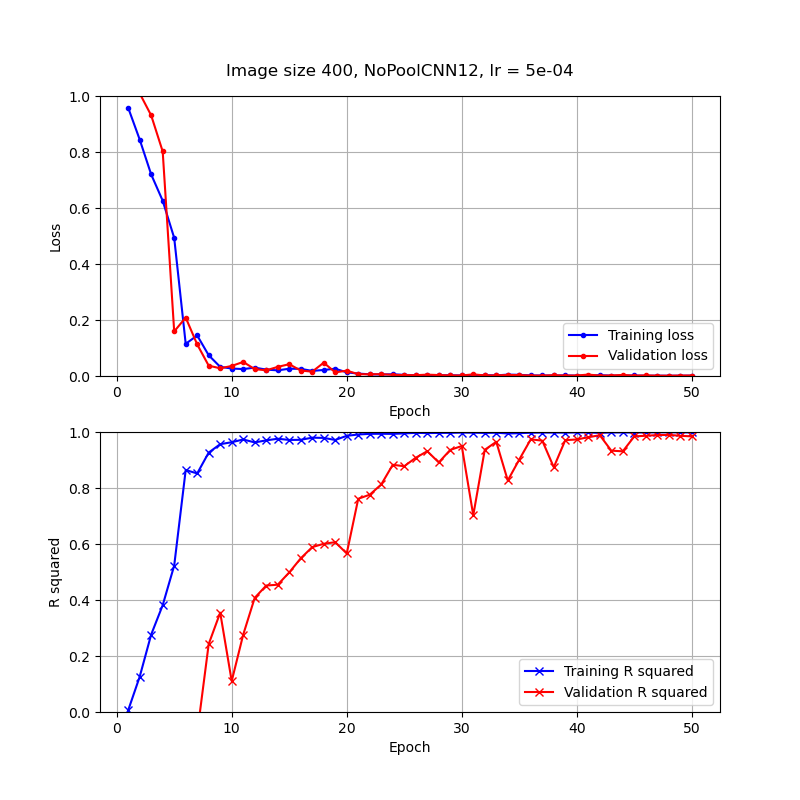 Image size 400, NoPoolCNN12, lr = 5e-04
1.0
0.8
0.6
0.4
0.2
0.0
Loss
Training loss
Validation loss
0 10 20 30 40 50
Epoch
1.0
0.8
0.6
0.4
0.2
0.0
R squared
Training R squared
Validation R squared
0 10 20 30 40 50
Epoch